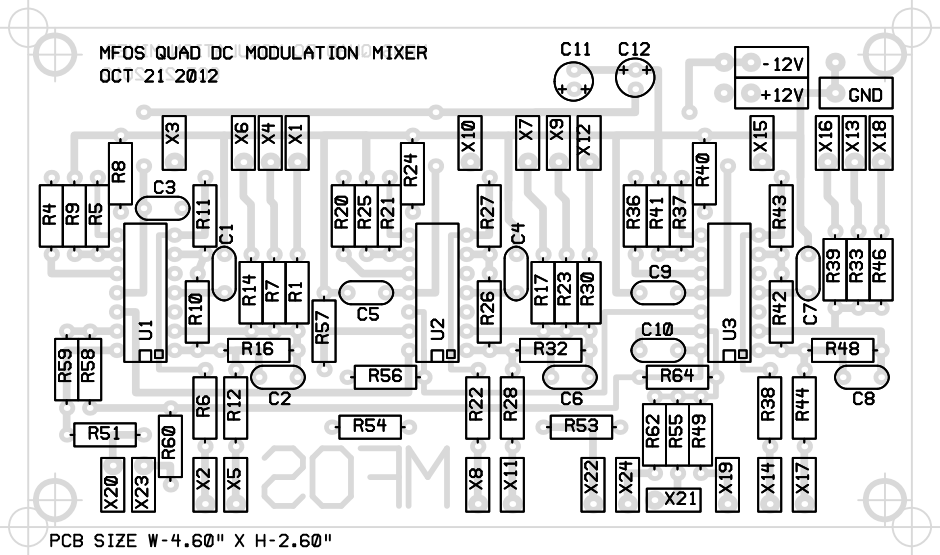 MFOS QUAD DC MODULATION MIXER
OCT 21 2012
C11
C12
-12V
+12V
GND
X3
X6
X4
X1
X10
X7
X9
X12
X15
X16
X13
X18
R8
R24
R40
C3
R4
R9
R5
R11
R20
R25
R21
R27
R36
R41
R37
R43
C1
C4
R39
R33
R46
R14
R7
R1
R17
R23
R30
C9
C7
R10
C5
R26
R42
U1
R57
U2
C10
U3
R59
R58
R16
R32
R48
R56
R64
C2
C6
C8
R6
R12
R22
R28
R38
R44
R51
R60
R54
R53
R62
R55
R49
MFOS
X20
X23
X2
X5
X8
X11
X22
X24
X21
X19
X14
X17
PCB SIZE W-4.60" X H-2.60"